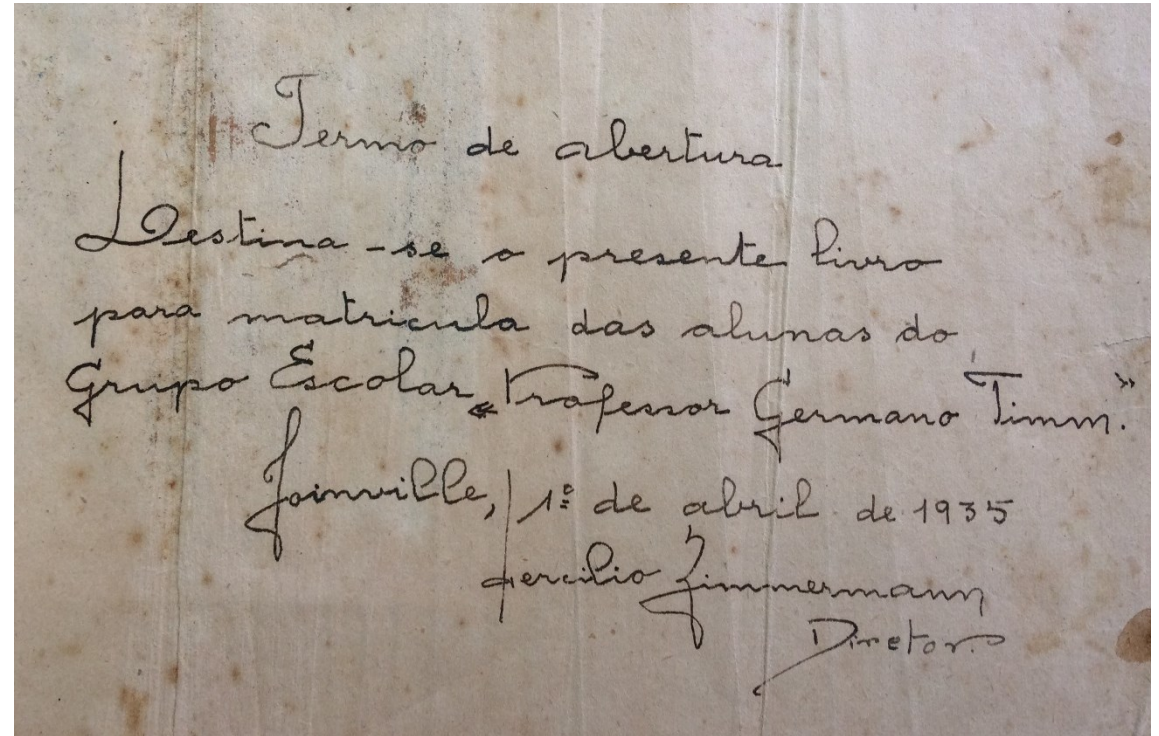 Termo de abertura
Destina-se o presente livro
para matricula das alunas do
Grupo Escolar «Professor Germano Timm.»
Joinville, 1º de abril de 1935
Hercilio Zimmermann
Diretor.